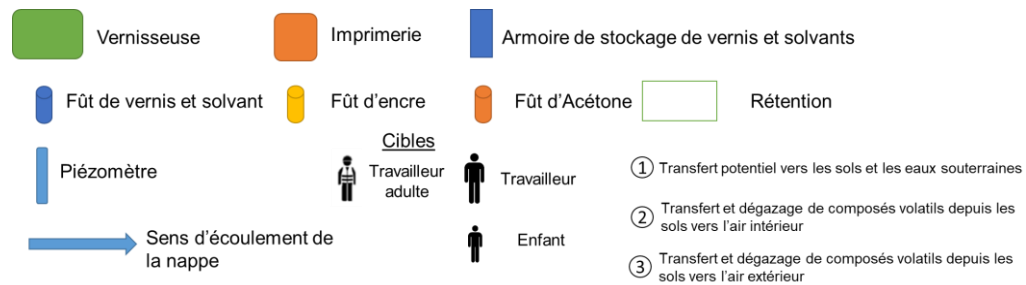 Vernisseuse
Imprimerie
Armoire de stockage de vernis et solvants
Fût de vernis et solvant
Fût d'encre
Fût d'Acétone
Rétention
Piézomètre
Cibles
Travailleur
adulte
Travailleur
① Transfert potentiel vers les sols et les eaux souterraines
Sens d'écoulement de
la nappe
Enfant
② Transfert et dégazage de composés volatils depuis les
sols vers l'air intérieur
③ Transfert et dégazage de composés volatils depuis les
sols vers l'air extérieur